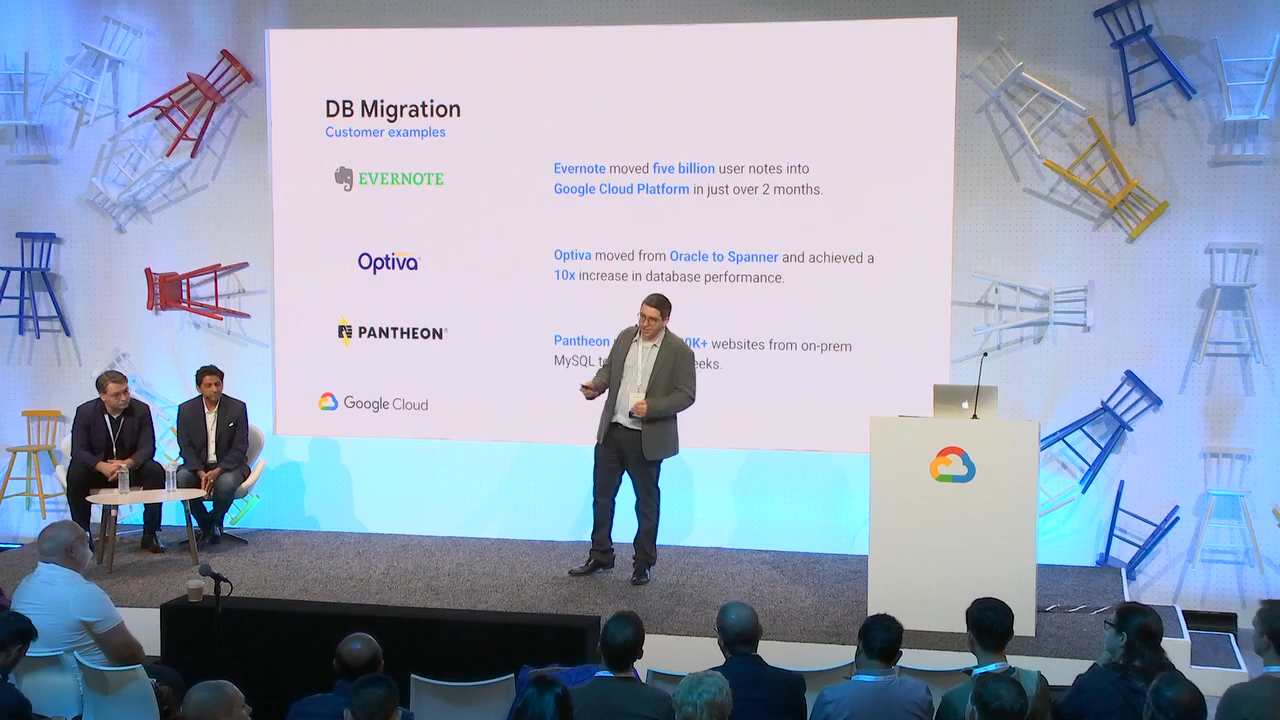 DB Migration
Customer examples
EVERNOTE
Evernote moved five billion user notes into
Google Cloud Platform in just over 2 months.
Optiva
Optiva moved from Oracle to Spanner and achieved a
10x increase in database performance.
PANTHEON
Pantheon 0K+ websites from on-prem
MySQL
Google Cloud